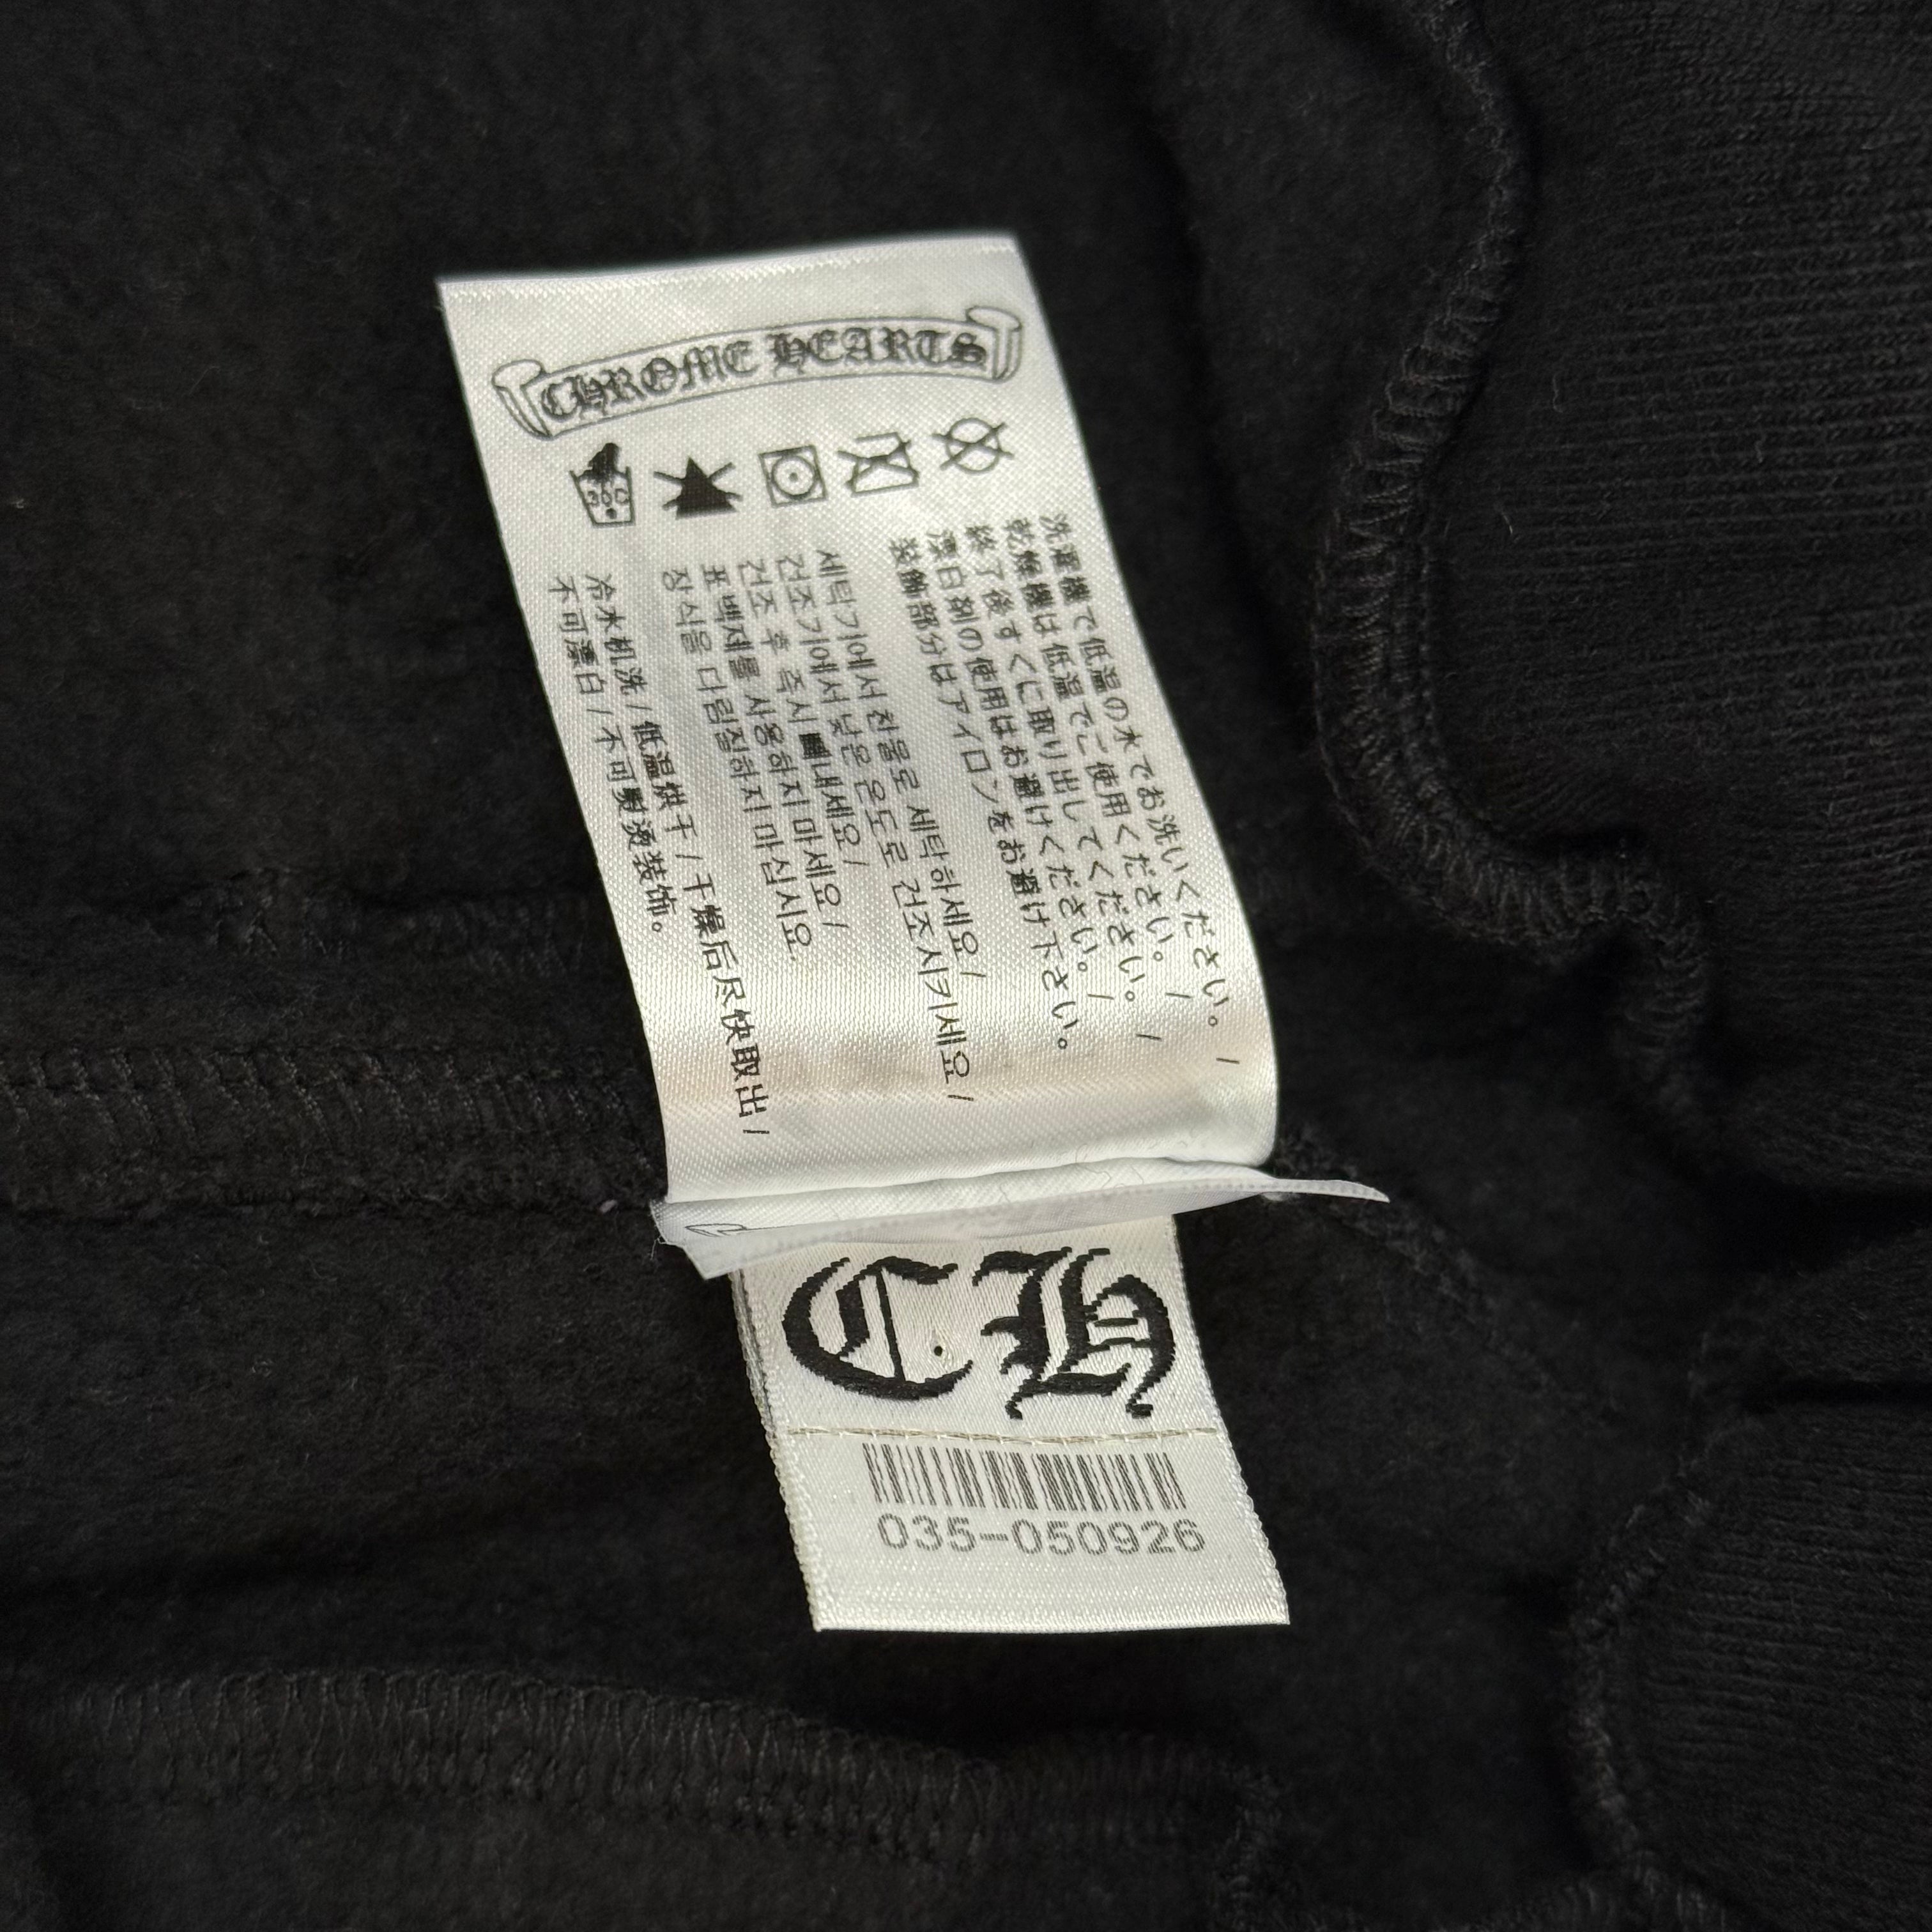 CHROME HEARTS
30C
洗濯機で低温の水でお洗いください。 /
乾燥機は低温でご使用ください。 /
終了後すぐに取り出してください。 /
漂白剤の使用はお避けください。 /
装飾部分はアイロンをお避け下さい。
세탁기에서 찬물로 세탁하세요 /
건조기에서 낮은 온도로 건조시키세요 /
건조 후 즉시 빼내세요 /
표백제를 사용하지 마세요 /
장식을 다림질하지 마십시요.
冷水机洗 / 低温烘干 / 干燥后尽快取出 /
不可漂白 / 不可熨烫装饰。
CH
035-050926